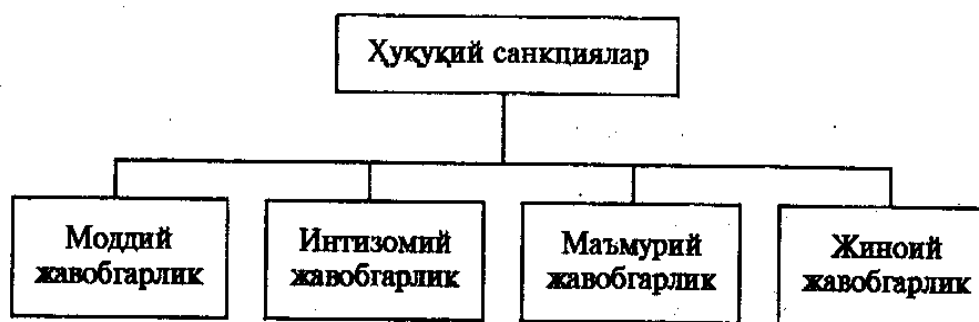 Ҳуқуқий санкциялар
Моддий
жавобгарлик
Интизомий
жавобгарлик
Маъмурий
жавобгарлик
Жиноий
жавобгарлик